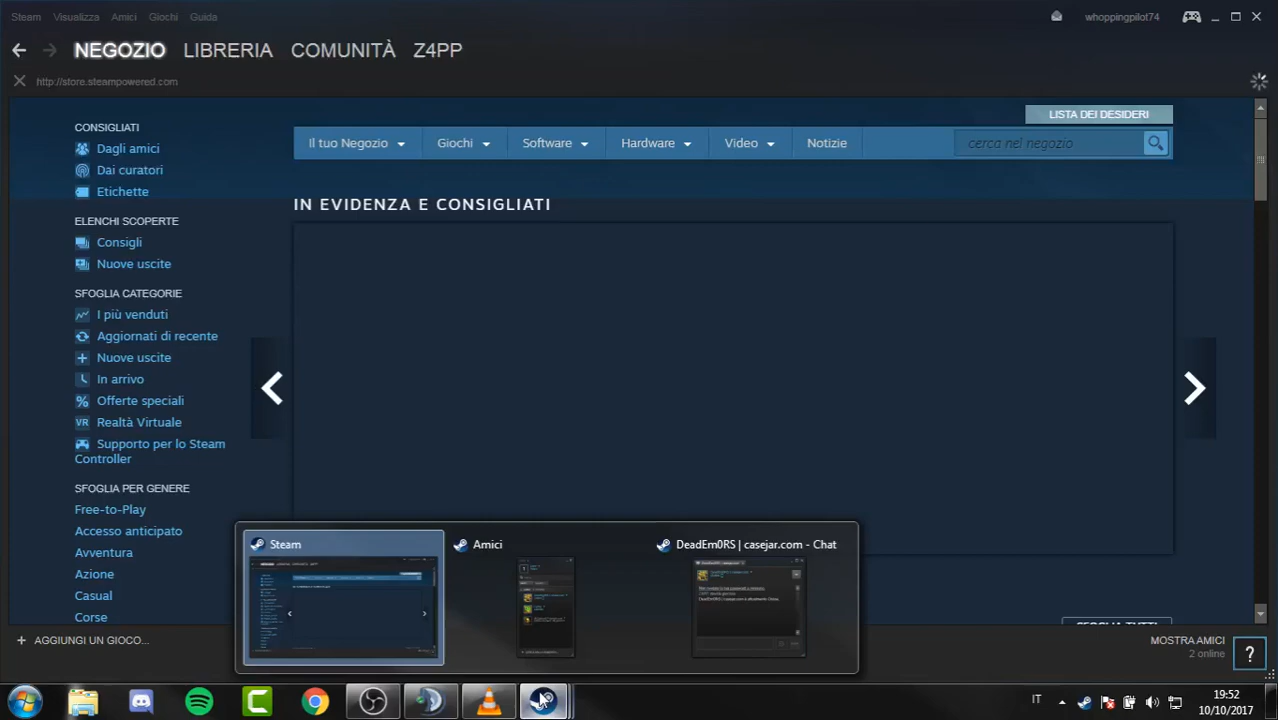 Steam Visualizza Amici Giochi Guida
whoppingpilot74
NEGOZIO LIBRERIA COMUNITÀ Z4PP
http://store.steampowered.com
LISTA DEI DESIDERI
Il tuo Negozio Giochi Software Hardware Video Notizie cerca nel negozio
CONSIGLIATI
Dagli amici
Dai curatori
Etichette
ELENCHI SCOPERTE
Consigli
Nuove uscite
SFOGLIA CATEGORIE
I più venduti
Aggiornati di recente
Nuove uscite
In arrivo
Offerte speciali
VR Realtà Virtuale
Supporto per lo Steam
Controller
SFOGLIA PER GENERE
Free-to-Play
Accesso anticipato
Avventura
Azione
Casual
Corse
IN EVIDENZA E CONSIGLIATI
SFOGLIA TUTTI
Steam
Amici
DeadEm0RS | casejar.com - Chat
+ AGGIUNGI UN GIOCO...
MOSTRA AMICI
2 online
?
IT
19:52
10/10/2017